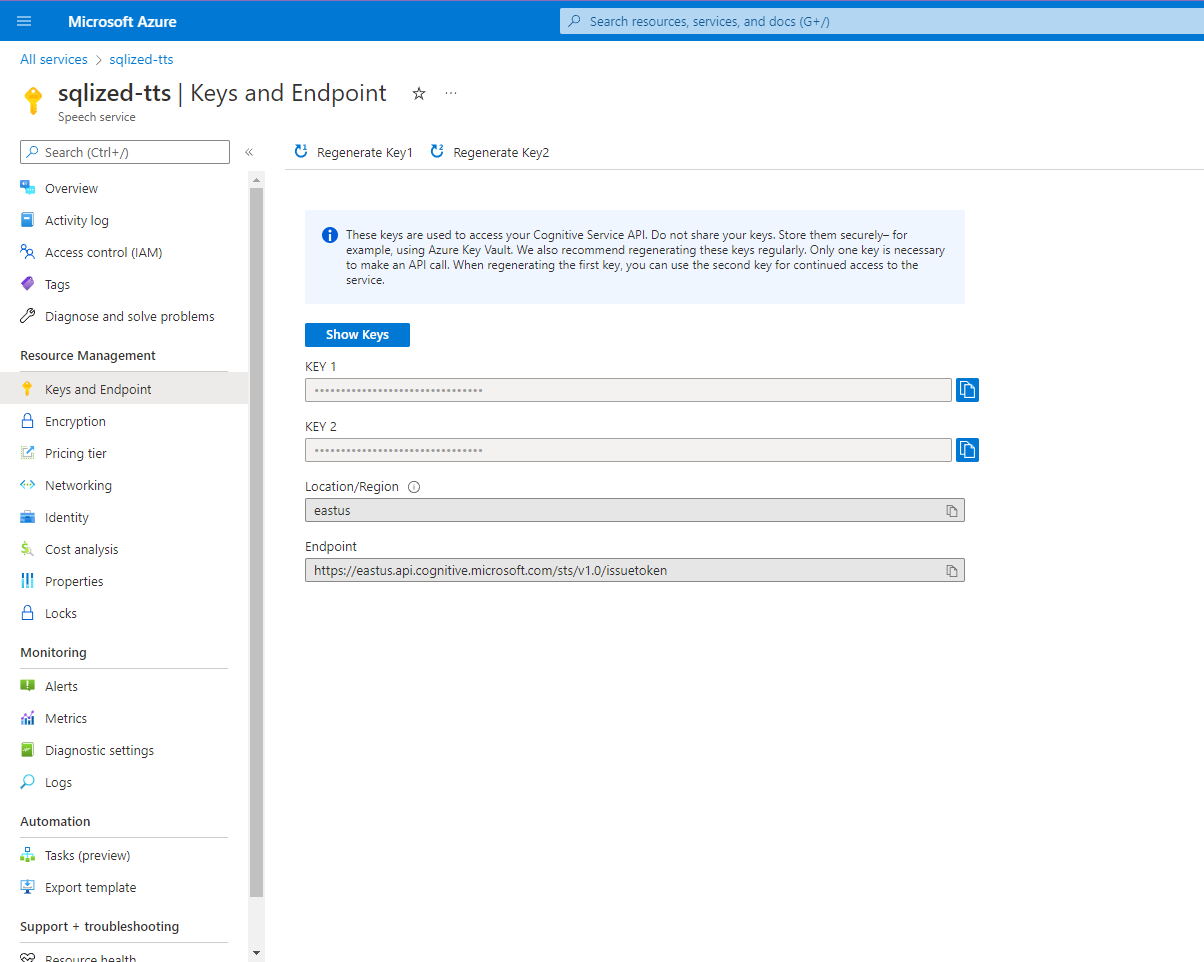 Microsoft Azure
Search resources, services, and docs (G+/)
All services > sqlized-tts
sqlized-tts | Keys and Endpoint
Speech service
Search (Ctrl+/)
Regenerate Key1
Regenerate Key2
Overview
Activity log
Access control (IAM)
Tags
Diagnose and solve problems
Resource Management
Keys and Endpoint
Encryption
Pricing tier
Networking
Identity
Cost analysis
Properties
Locks
Monitoring
Alerts
Metrics
Diagnostic settings
Logs
Automation
Tasks (preview)
Export template
Support + troubleshooting
Resource health
These keys are used to access your Cognitive Service API. Do not share your keys. Store them securely– for
example, using Azure Key Vault. We also recommend regenerating these keys regularly. Only one key is necessary
to make an API call. When regenerating the first key, you can use the second key for continued access to the
service.
Show Keys
KEY 1
•••••••••••••••••••••••••••••••
KEY 2
•••••••••••••••••••••••••••••••
Location/Region
eastus
Endpoint
https://eastus.api.cognitive.microsoft.com/sts/v1.0/issuetoken